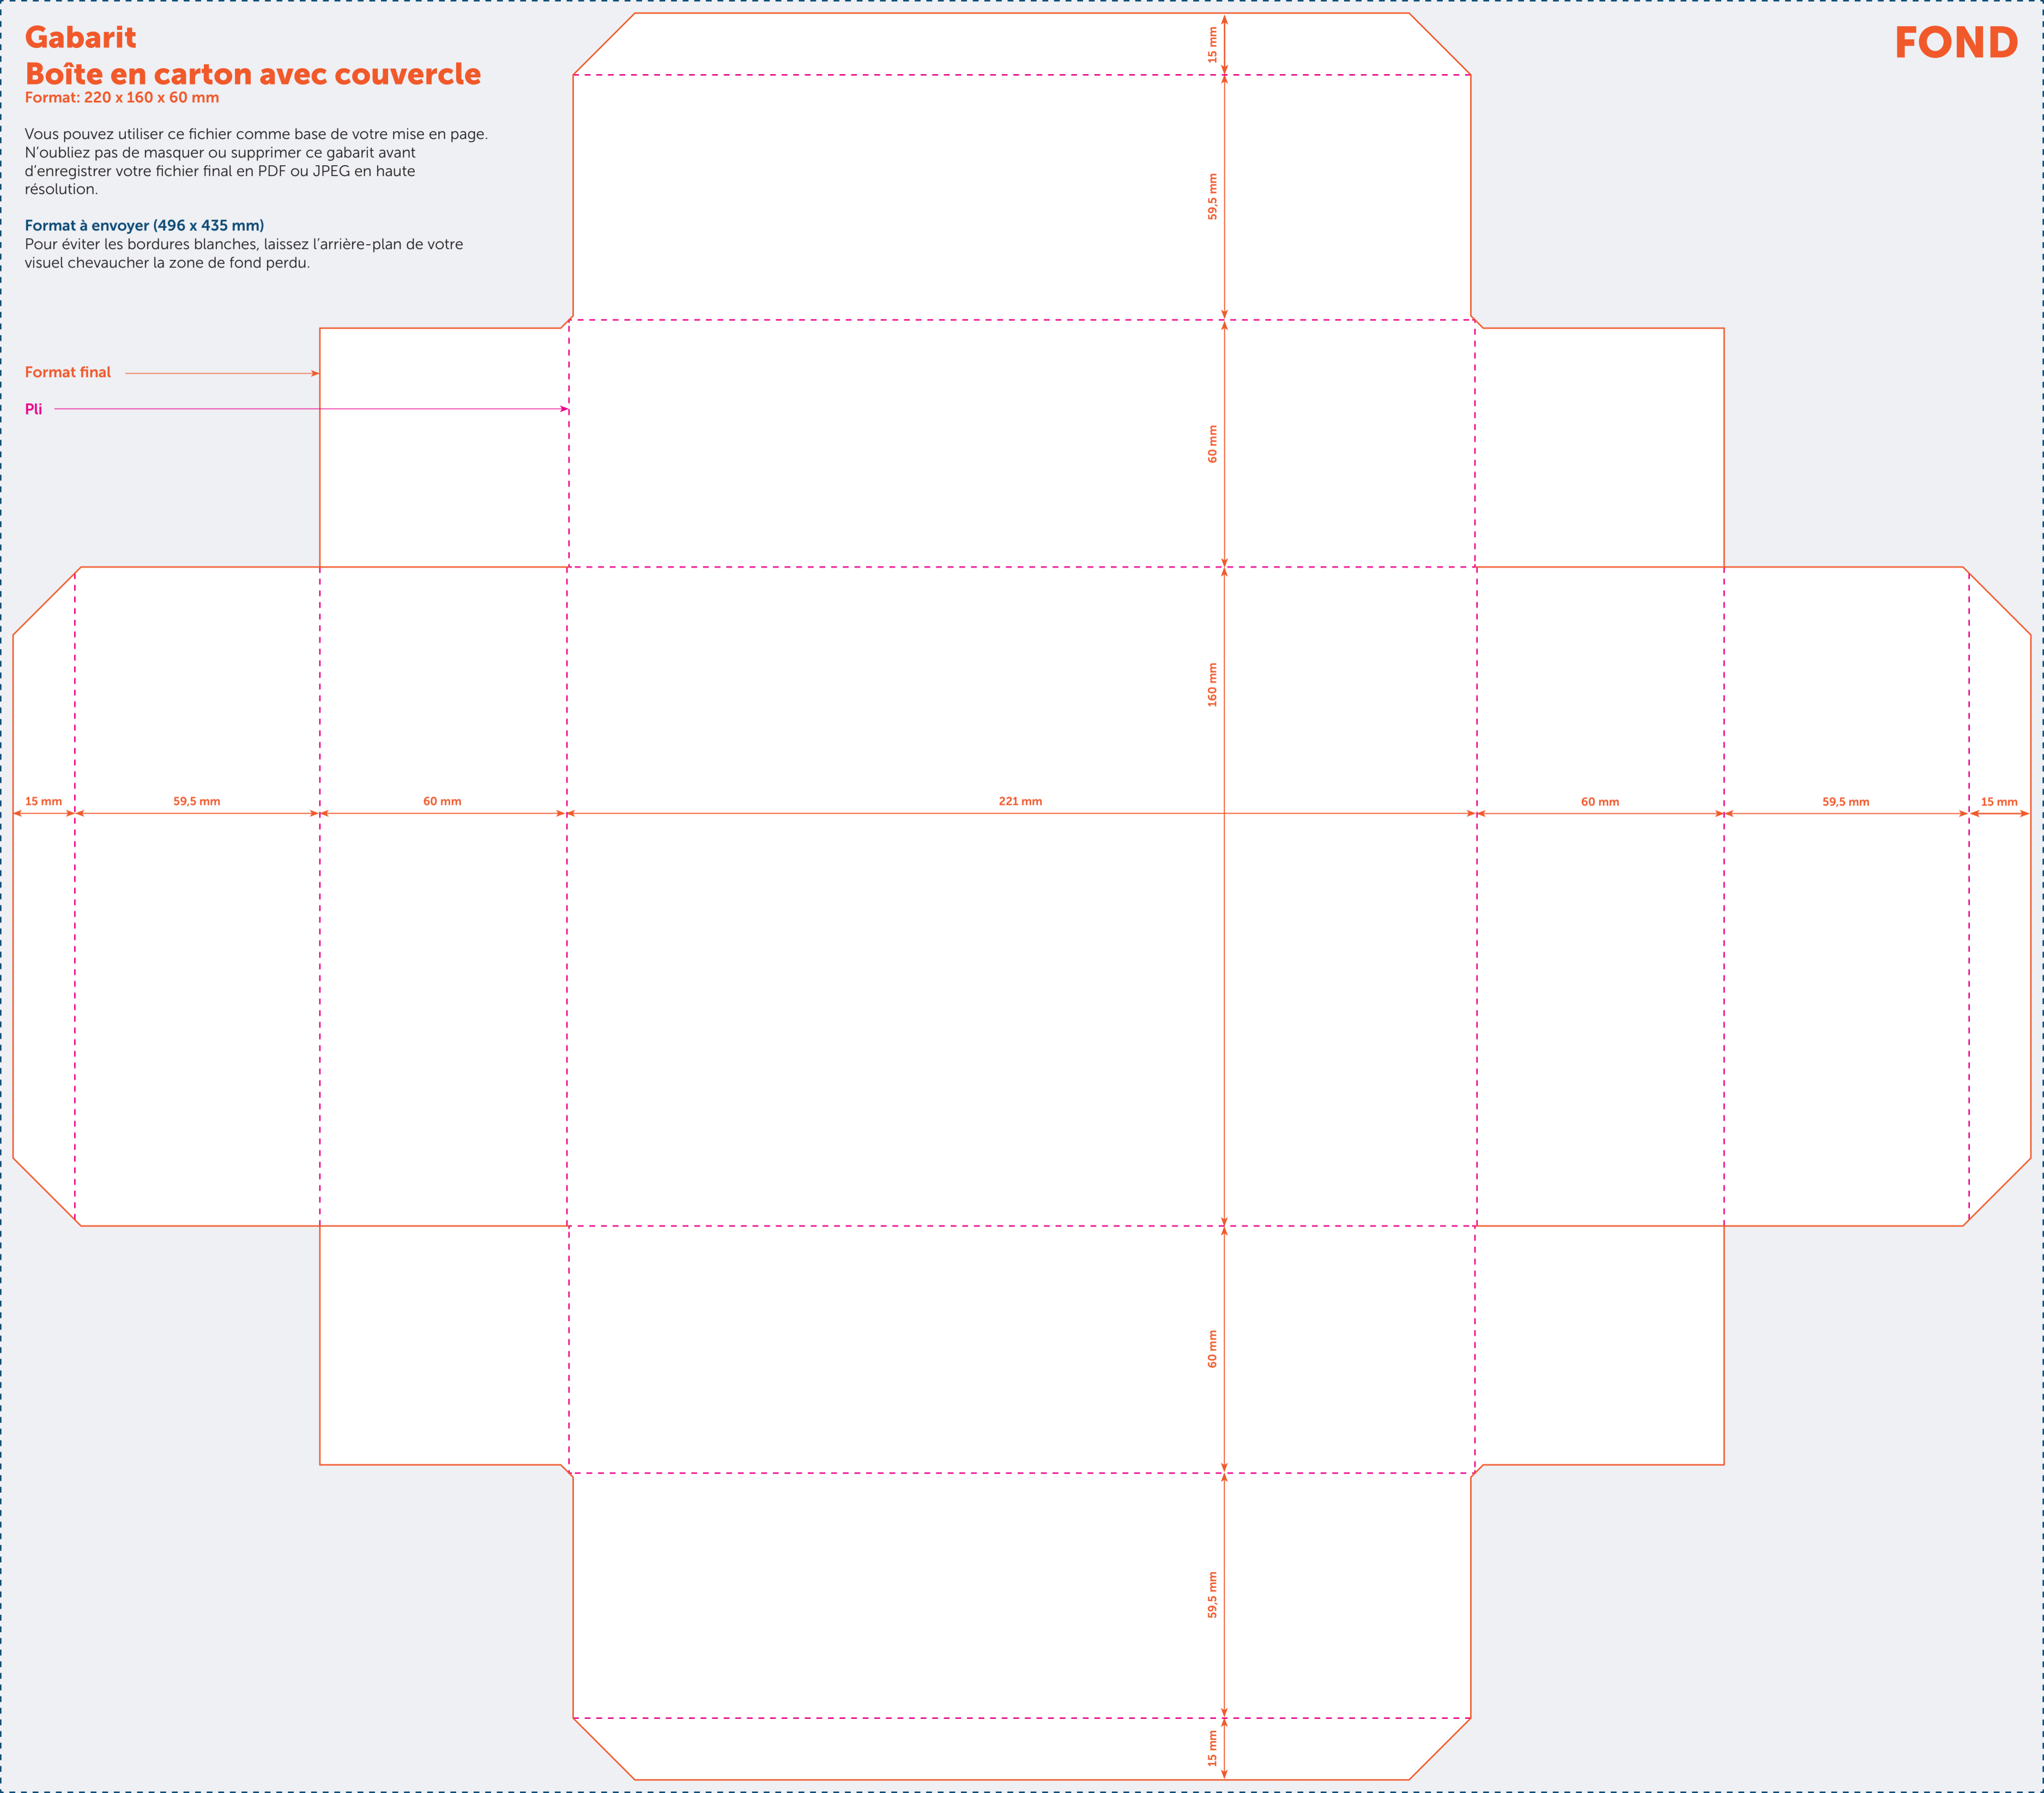 Gabarit
Boîte en carton avec couvercle
Format: 220 x 160 x 60 mm
FOND
Vous pouvez utiliser ce fichier comme base de votre mise en page.
N’oubliez pas de masquer ou supprimer ce gabarit avant
d’enregistrer votre fichier final en PDF ou JPEG en haute
résolution.
Format à envoyer (496 x 435 mm)
Pour éviter les bordures blanches, laissez l’arrière-plan de votre
visuel chevaucher la zone de fond perdu.
15 mm
59,5 mm
Format final
Pli
60 mm
160 mm
15 mm
59,5 mm
60 mm
221 mm
60 mm
59,5 mm
15 mm
60 mm
59,5 mm
15 mm